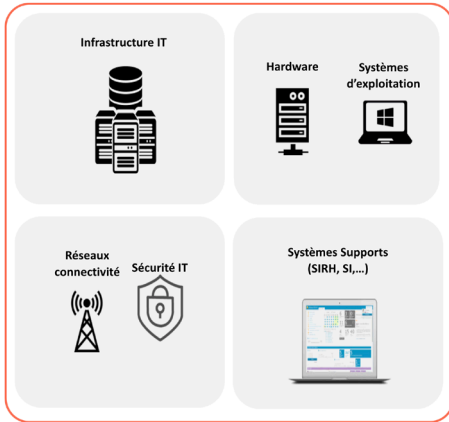 Infrastructure IT
Hardware
Systèmes
d'exploitation
Réseaux
connectivité
Sécurité IT
Systèmes Supports
(SIRH, SI,...)